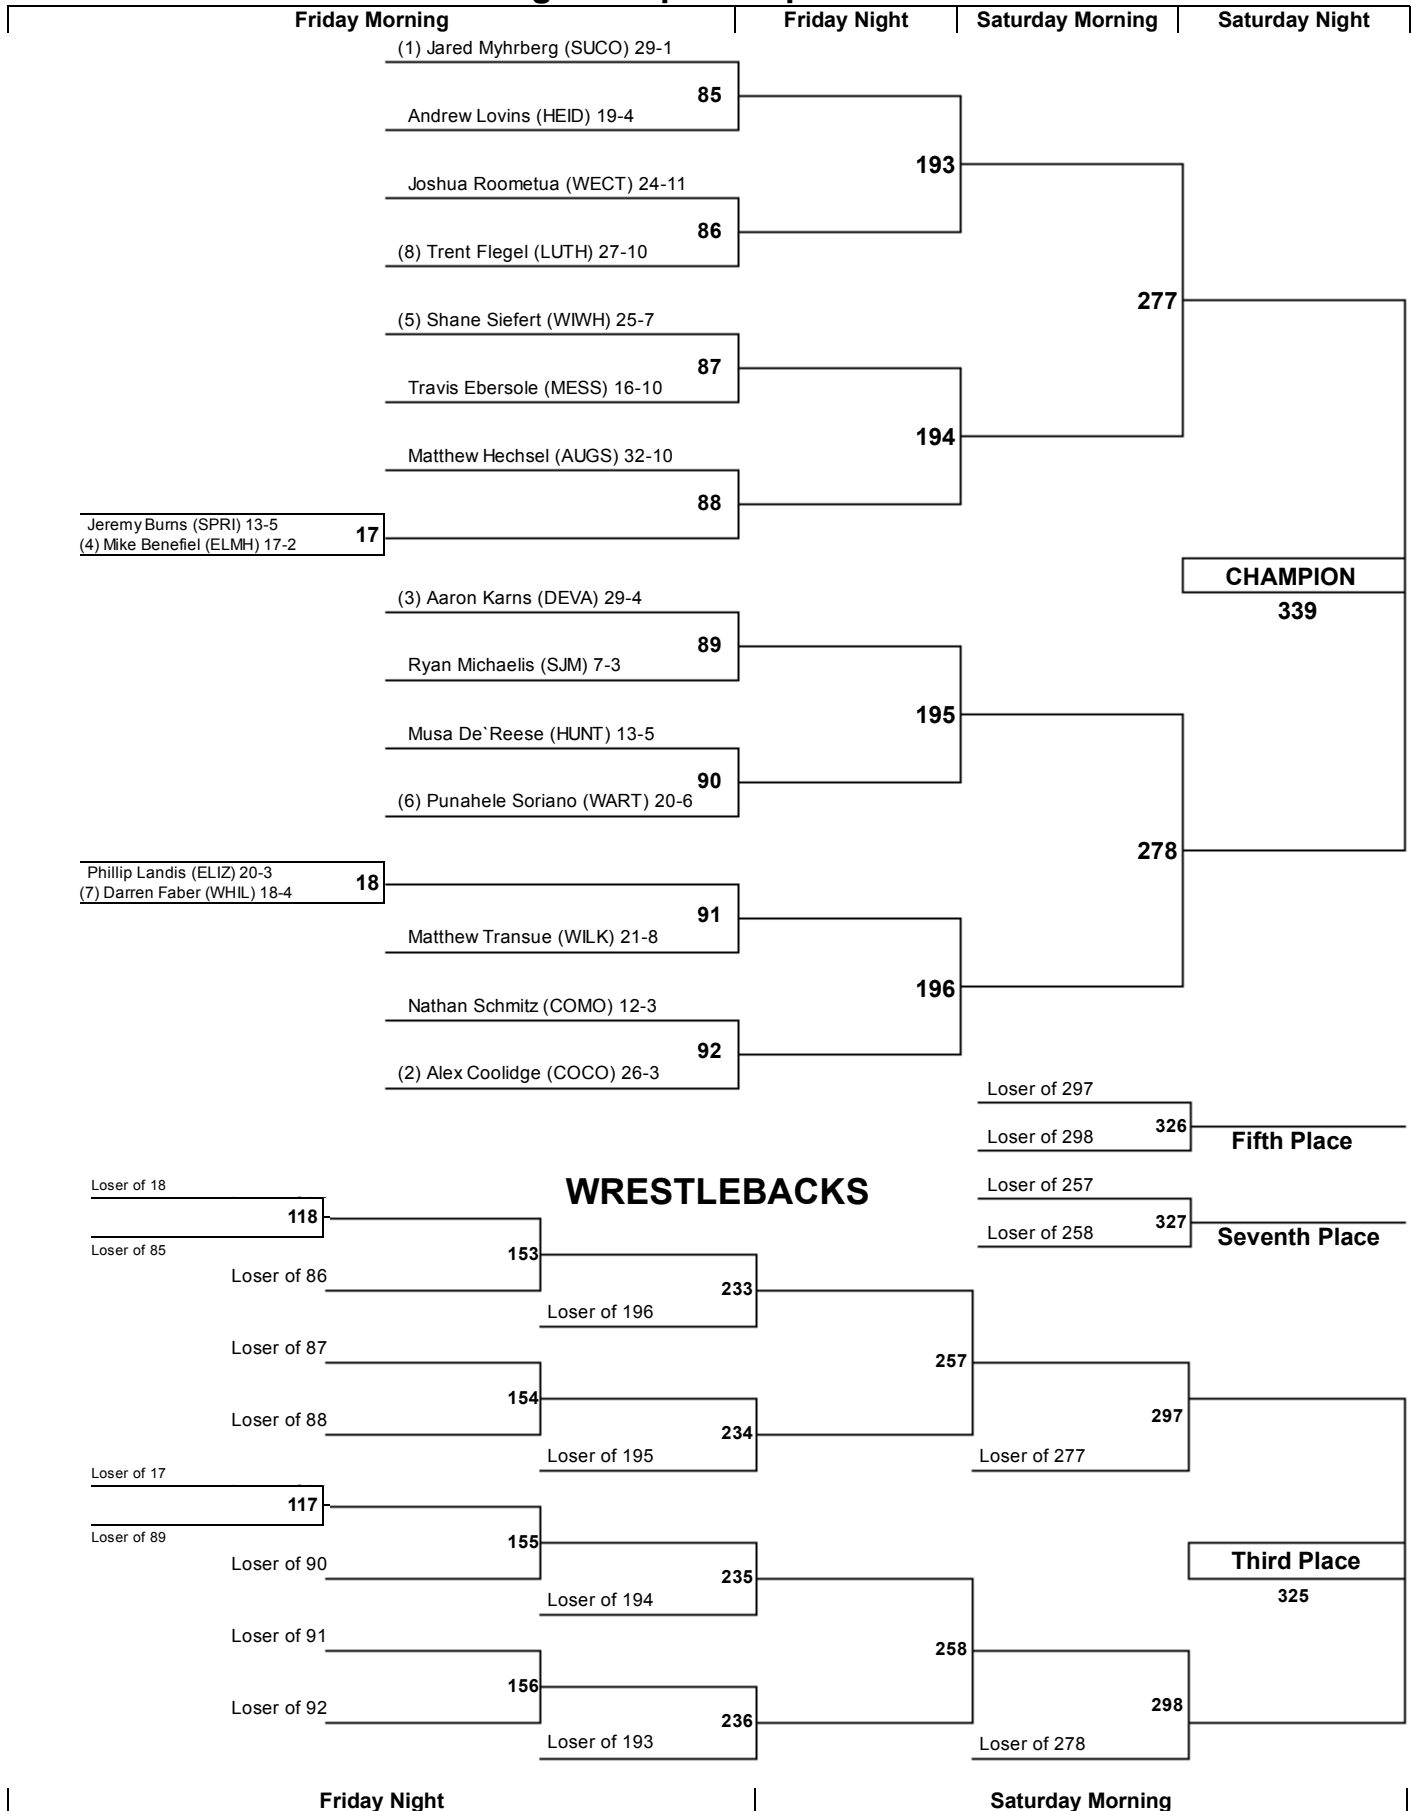 Friday Morning
Friday Night
Saturday Morning
Saturday Night
(1) Jared Myhrberg (SUCO) 29-1
85
Andrew Lovins (HEID) 19-4
193
Joshua Roometua (WECT) 24-11
86
(8) Trent Flegel (LUTH) 27-10
277
(5) Shane Siefert (WIWH) 25-7
87
Travis Ebersole (MESS) 16-10
194
Matthew Hechsel (AUGS) 32-10
88
Jeremy Burns (SPRI) 13-5
(4) Mike Benefiel (ELMH) 17-2
17
CHAMPION
339
(3) Aaron Karns (DEVA) 29-4
89
Ryan Michaelis (SJM) 7-3
195
Musa De`Reese (HUNT) 13-5
90
(6) Punahele Soriano (WART) 20-6
278
Phillip Landis (ELIZ) 20-3
(7) Darren Faber (WHIL) 18-4
18
91
Matthew Transue (WILK) 21-8
196
Nathan Schmitz (COMO) 12-3
92
(2) Alex Coolidge (COCO) 26-3
Loser of 297
326
Loser of 298
Fifth Place
WRESTLEBACKS
Loser of 257
327
Loser of 258
Seventh Place
Loser of 18
118
Loser of 85
153
Loser of 86
233
Loser of 196
Loser of 87
257
154
Loser of 88
234
297
Loser of 195
Loser of 277
Loser of 17
117
Loser of 89
155
Loser of 90
235
Third Place
325
Loser of 194
Loser of 91
258
156
Loser of 92
236
298
Loser of 193
Loser of 278
Friday Night
Saturday Morning